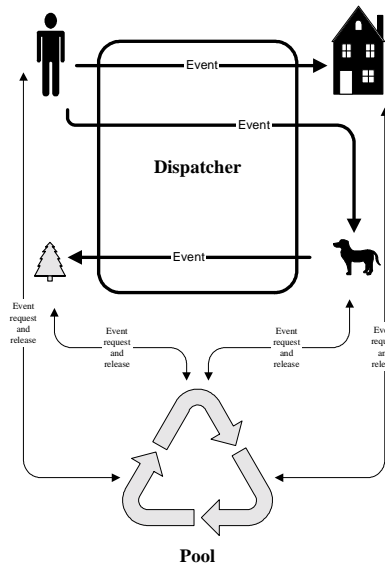 Event
Event
Dispatcher
Event
Event
request
and
release
Event
request
and
release
Event
request
and
release
Pool